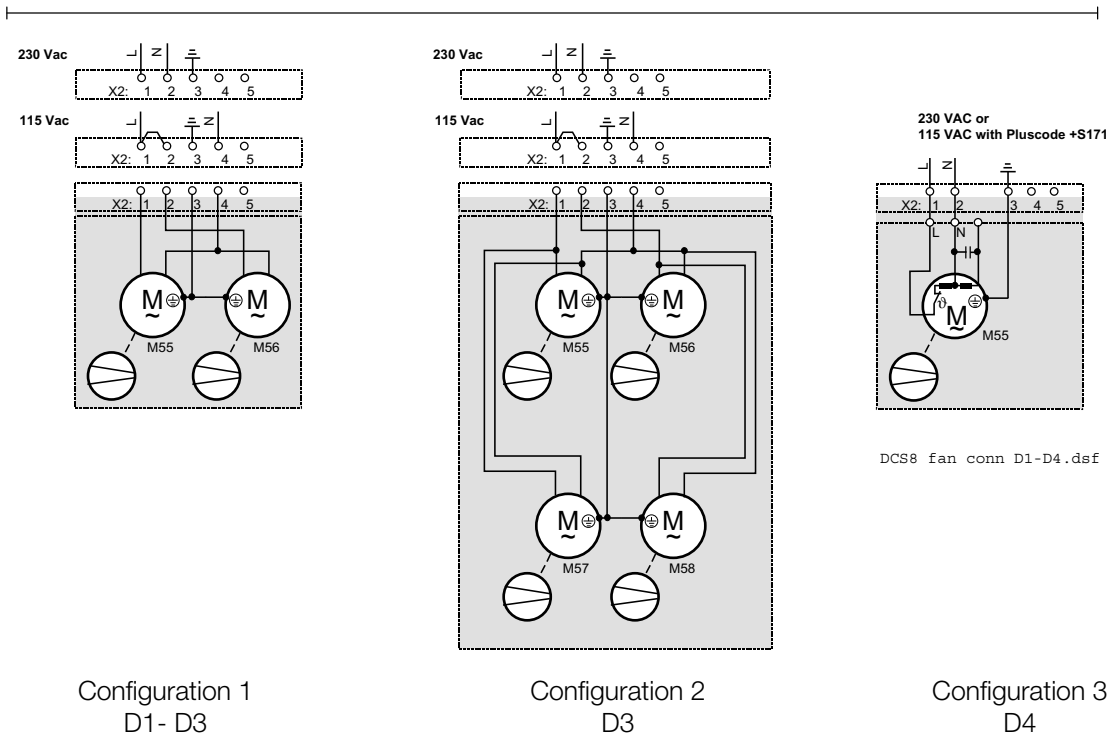 230 Vac
L N
X2: 1 2 3 4 5
115 Vac
L N
X2: 1 2 3 4 5
X2: 1 2 3 4 5
M ~ M ~
M55 M56
Configuration 1
D1- D3
230 Vac
L N
X2: 1 2 3 4 5
115 Vac
L N
X2: 1 2 3 4 5
X2: 1 2 3 4 5
M ~ M ~
M55 M56
M ~ M ~
M57 M58
Configuration 2
D3
230 VAC or
115 VAC with Pluscode +S171
L N
X2: 1 2 3 4 5
L N
ϑ
M ~
M55
DCS8 fan conn D1-D4.dsf
Configuration 3
D4